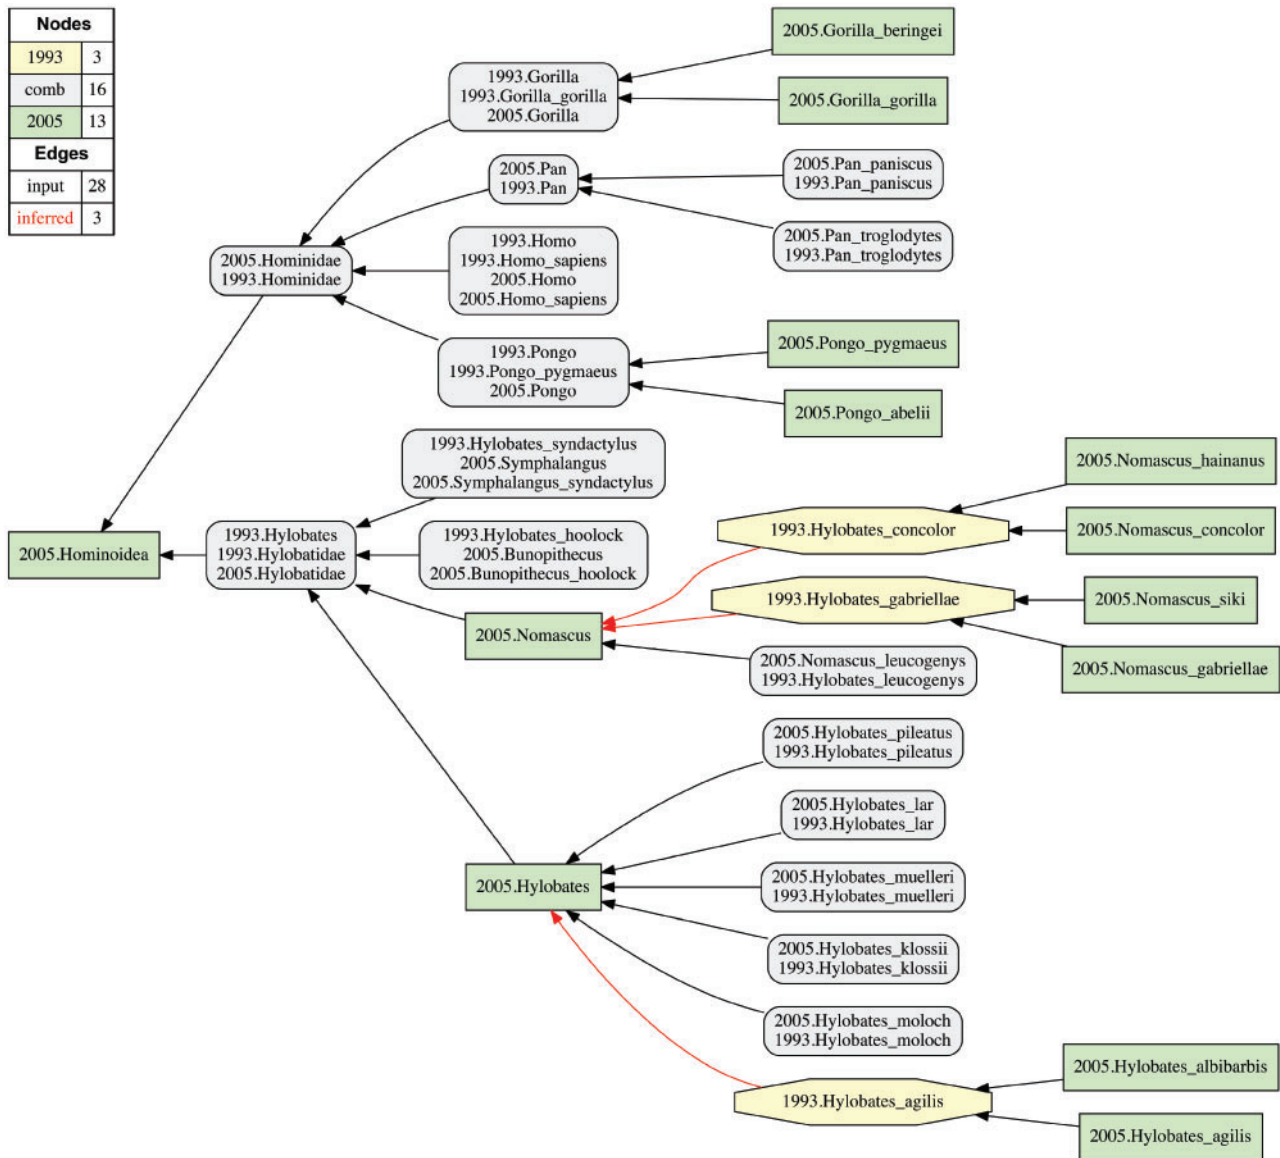 Nodes
1993 3
comb 16
2005 13
Edges
input 28
inferred 3
2005.Gorilla_beringei
1993.Gorilla
1993.Gorilla_gorilla
2005.Gorilla
2005.Gorilla_gorilla
2005.Pan
1993.Pan
2005.Pan_paniscus
1993.Pan_paniscus
2005.Pan_troglodytes
1993.Pan_troglodytes
2005.Hominidae
1993.Hominidae
1993.Homo
1993.Homo_sapiens
2005.Homo
2005.Homo_sapiens
1993.Pongo
1993.Pongo_pygmaeus
2005.Pongo
2005.Pongo_pygmaeus
2005.Pongo_abelii
1993.Hylobates_syndactylus
2005.Symphalangus
2005.Symphalangus_syndactylus
2005.Hominoidea
1993.Hylobates
1993.Hylobatidae
2005.Hylobatidae
1993.Hylobates_hoolock
2005.Bunopithecus
2005.Bunopithecus_hoolock
2005.Nomascus
1993.Hylobates_concolor
2005.Nomascus_hainanus
2005.Nomascus_concolor
1993.Hylobates_gabriellae
2005.Nomascus_siki
2005.Nomascus_gabriellae
2005.Nomascus_leucogenys
1993.Hylobates_leucogenys
2005.Hylobates_pileatus
1993.Hylobates_pileatus
2005.Hylobates_lar
1993.Hylobates_lar
2005.Hylobates
2005.Hylobates_muelleri
1993.Hylobates_muelleri
2005.Hylobates_klossii
1993.Hylobates_klossii
2005.Hylobates_moloch
1993.Hylobates_moloch
1993.Hylobates_agilis
2005.Hylobates_albibarbis
2005.Hylobates_agilis